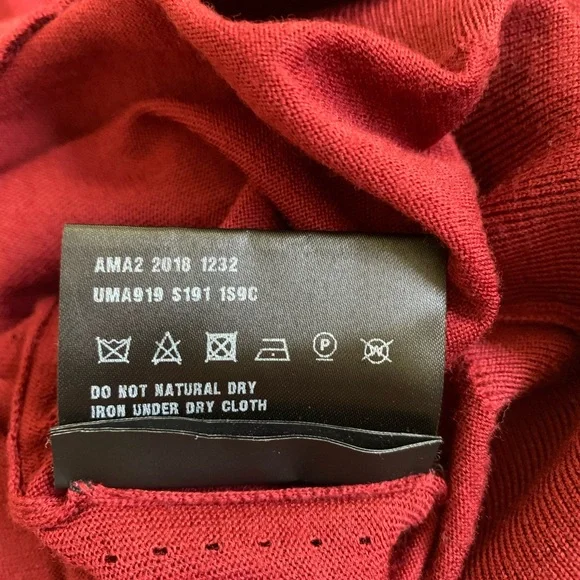 AMA2 2018 1232
UMA919 S191 1S9C
P W
DO NOT NATURAL DRY
IRON UNDER DRY CLOTH